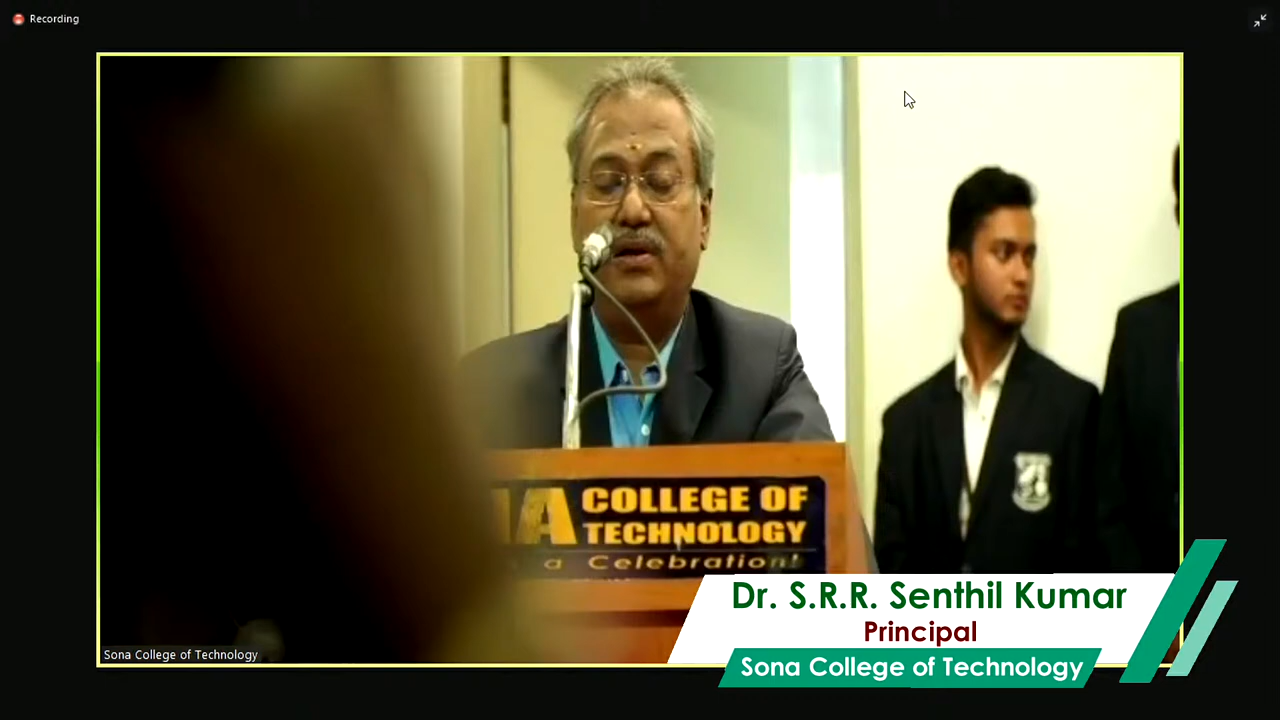 Recording
COLLEGE OF
TECHNOLOGY
a Celebration!
Sona College of Technology
Dr. S.R.R. Senthil Kumar
Principal
Sona College of Technology